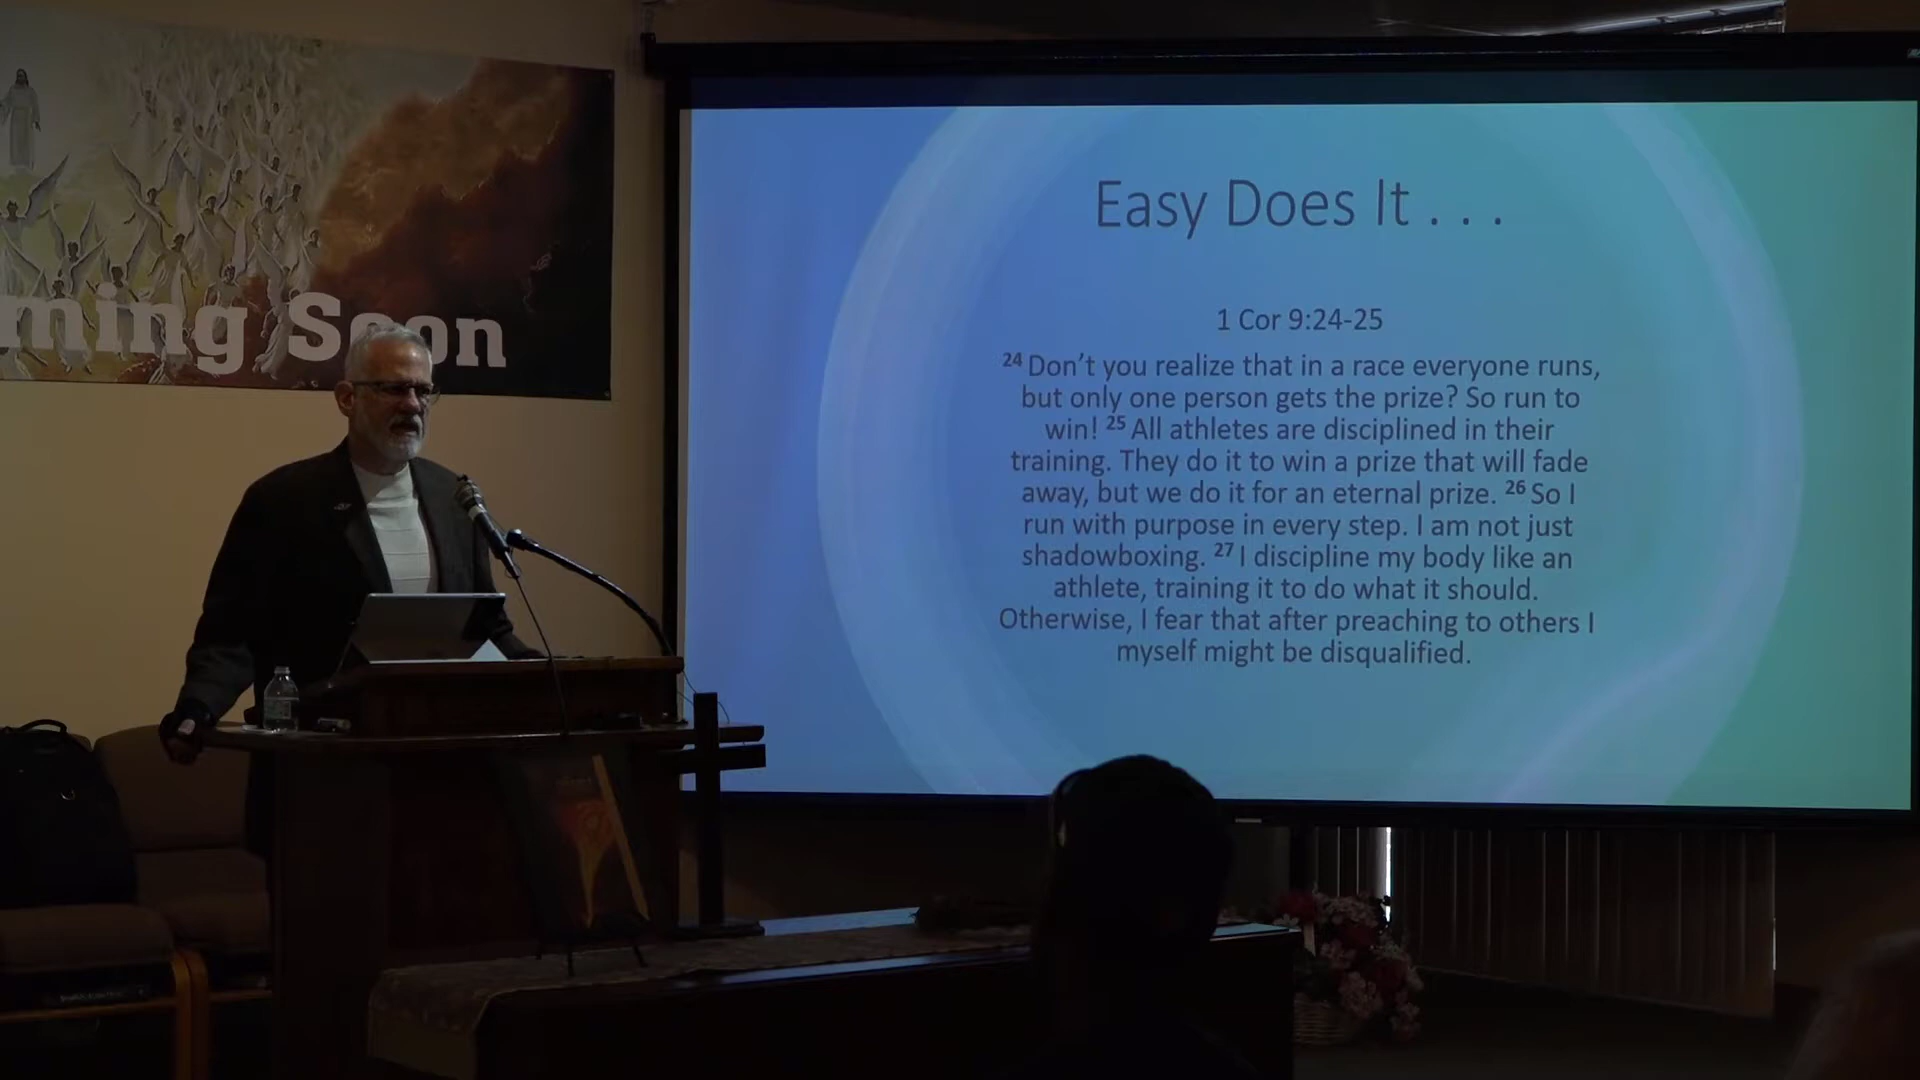 ming Soon
Easy Does It . . .
1 Cor 9:24-25
24 Don’t you realize that in a race everyone runs,
but only one person gets the prize? So run to
win! 25 All athletes are disciplined in their
training. They do it to win a prize that will fade
away, but we do it for an eternal prize. 26 So I
run with purpose in every step. I am not just
shadowboxing. 27 I discipline my body like an
athlete, training it to do what it should.
Otherwise, I fear that after preaching to others I
myself might be disqualified.